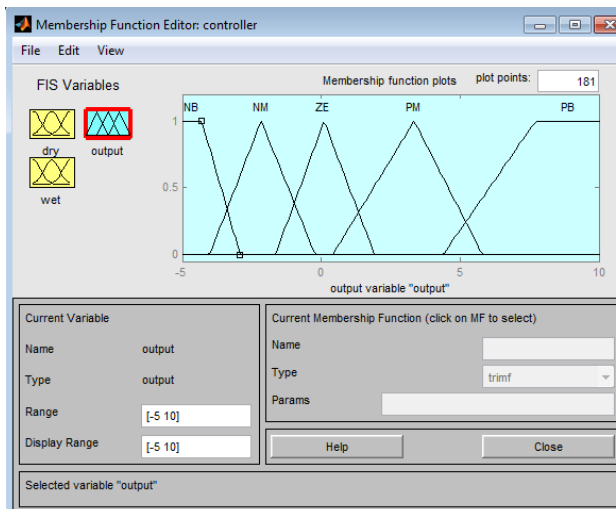 Membership Function Editor: controller
File Edit View
FIS Variables
Membership function plots
plot points:
181
dry
output
wet
NB NM ZE PM PB
1
0.5
0
-5 0 5 10
output variable "output"
Current Variable
Name output
Type output
Range [-5 10]
Display Range [-5 10]
Current Membership Function (click on MF to select)
Name
Type trimf
Params
Help Close
Selected variable "output"